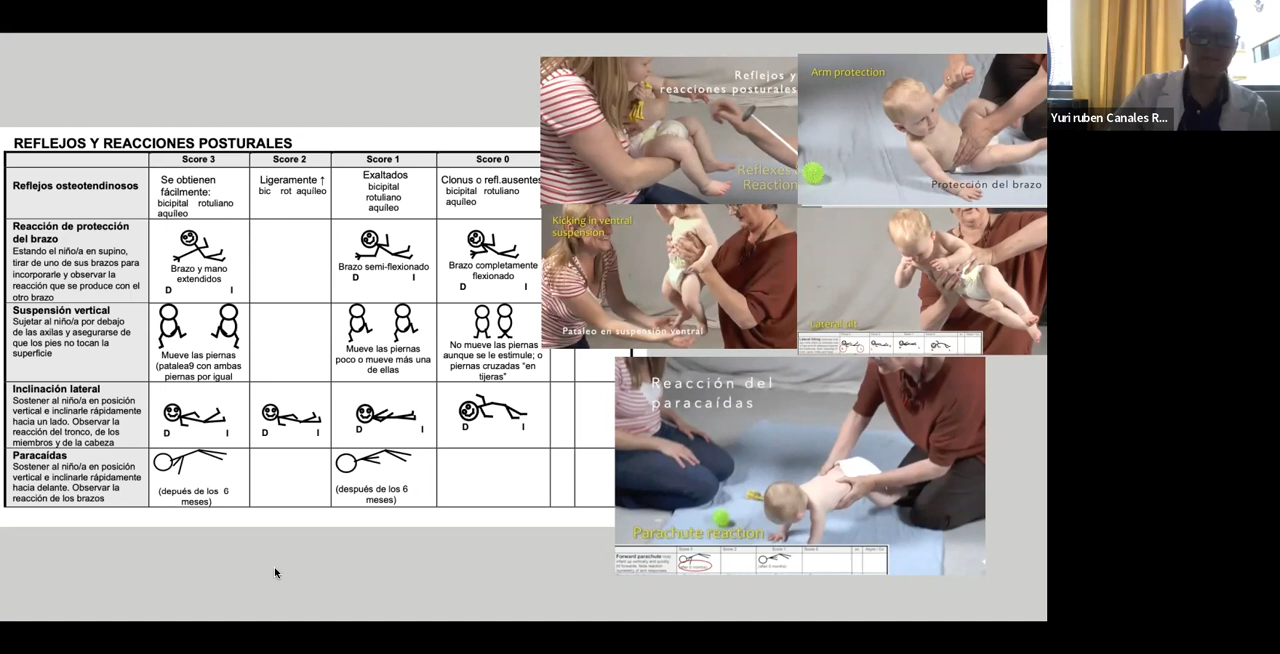 REFLEJOS Y REACCIONES POSTURALES
Score 3
Score 2
Score 1
Score 0
Reflejos osteotendinosos
Se obtienen
fácilmente:
bicipital rotuliano
aquíleo
Ligeramente ↑
bic rot aquíleo
Exaltados
bicipital
rotuliano
aquíleo
Clonus o refl.ausentes
bicipital rotuliano
aquíleo
Reacción de protección
del brazo
Estando el niño/a en supino,
tirar de uno de sus brazos para
incorporarle y observar la
reacción que se produce con el
otro brazo
Brazo y mano
extendidos
D I
Brazo semi-flexionado
D I
Brazo completamente
flexionado
D I
Suspensión vertical
Sujetar al niño/a por debajo
de las axilas y asegurarse de
que los pies no tocan la
superficie
Mueve las piernas
(patalea9 con ambas
piernas por igual
Mueve las piernas
poco o mueve más una
de ellas
No mueve las piernas
aunque se le estimule; o
piernas cruzadas "en
tijeras"
Inclinación lateral
Sostener al niño/a en posición
vertical e inclinarle rápidamente
hacia un lado. Observar la
reacción del tronco, de los
miembros y de la cabeza
D I
D I
D I
D I
Paracaídas
Sostener al niño/a en posición
vertical e inclinarle rápidamente
hacia delante. Observar la
reacción de los brazos
(depués de los 6
meses)
(después de los 6
meses)
Reflejos y
reacciones posturales
Reflexes
Reaction
Arm protection
Protección del brazo
Kicking in ventral
suspension
Pataleo en suspensión ventral
Lateral tilt
Reacción del
paracaídas
Parachute reaction
Forward parachute
Yuri ruben Canales R...